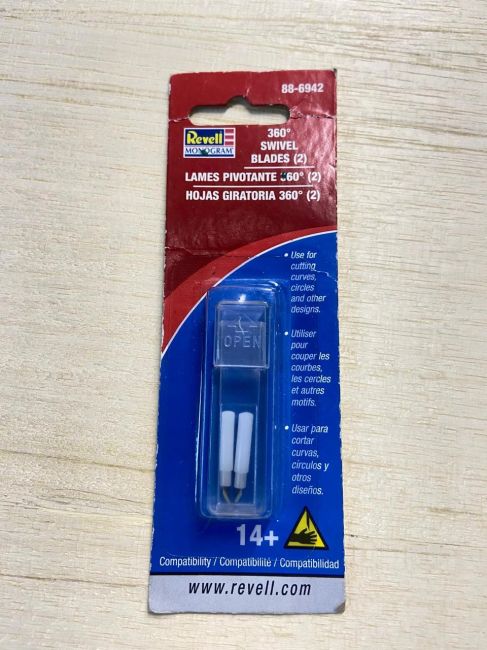 88-6942
Revell
MONOGRAM
360°
SWIVEL
BLADES (2)
LAMES PIVOTANTE 360° (2)
HOJAS GIRATORIA 360° (2)
• Use for
cutting
curves,
circles
and other
designs.
OPEN
• Utiliser
pour
couper les
courbes,
les cercles
et autres
motifs.
• Usar para
cortar
curvas,
círculos y
otros
diseños.
14+
Compatibility / Compatibilité / Compatibilidad
www.revell.com